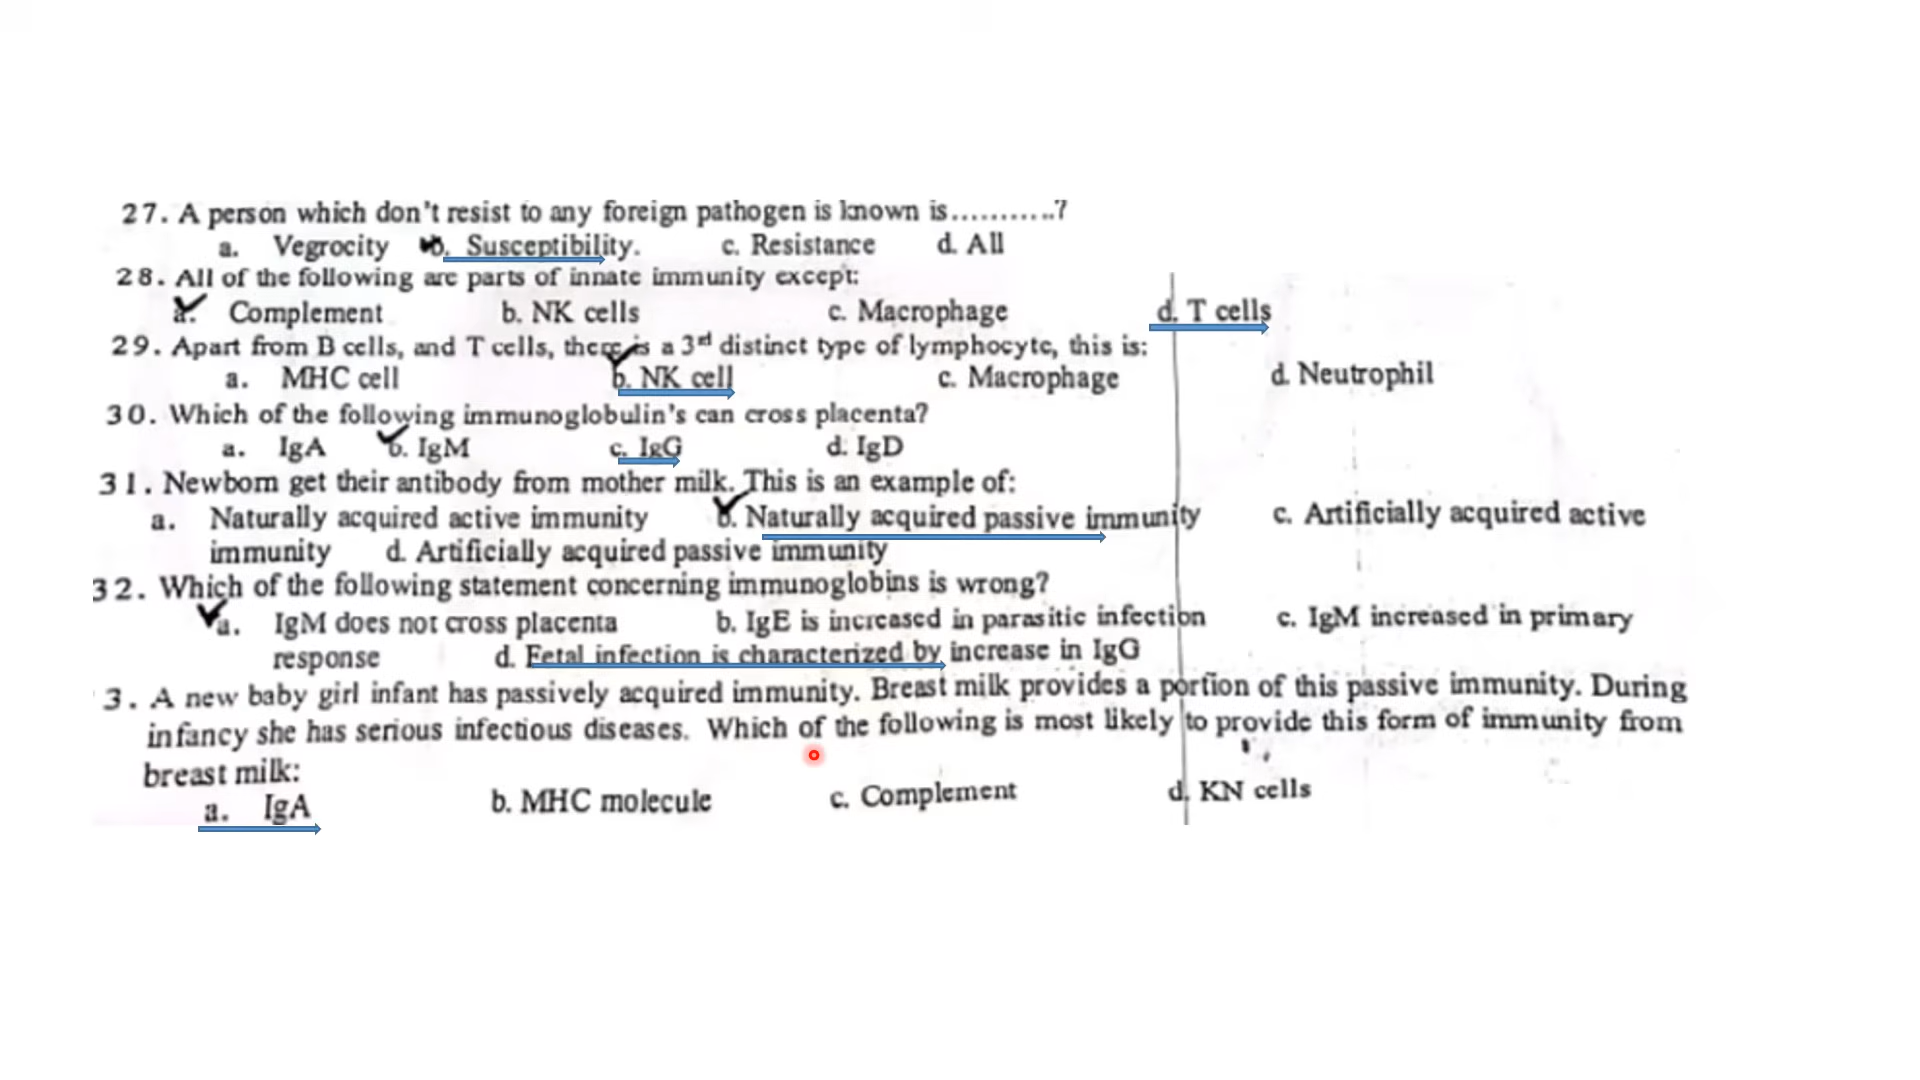 27. A person which don't resist to any foreign pathogen is known is...........?
a. Vegrocity b. Susceptibility. c. Resistance d. All
28. All of the following are parts of innate immunity except:
a. Complement b. NK cells c. Macrophage d. T cells
29. Apart from B cells, and T cells, there is a 3rd distinct type of lymphocyte, this is:
a. MHC cell b. NK cell c. Macrophage d. Neutrophil
30. Which of the following immunoglobulin's can cross placenta?
a. IgA b. IgM c. IgG d. IgD
31. Newborn get their antibody from mother milk. This is an example of:
a. Naturally acquired active immunity b. Naturally acquired passive immunity c. Artificially acquired active
immunity d. Artificially acquired passive immunity
32. Which of the following statement concerning immunoglobins is wrong?
a. IgM does not cross placenta b. IgE is increased in parasitic infection c. IgM increased in primary
response d. Fetal infection is characterized by increase in IgG
3. A new baby girl infant has passively acquired immunity. Breast milk provides a portion of this passive immunity. During
infancy she has serious infectious diseases. Which of the following is most likely to provide this form of immunity from
breast milk:
a. IgA b. MHC molecule c. Complement d. KN cells